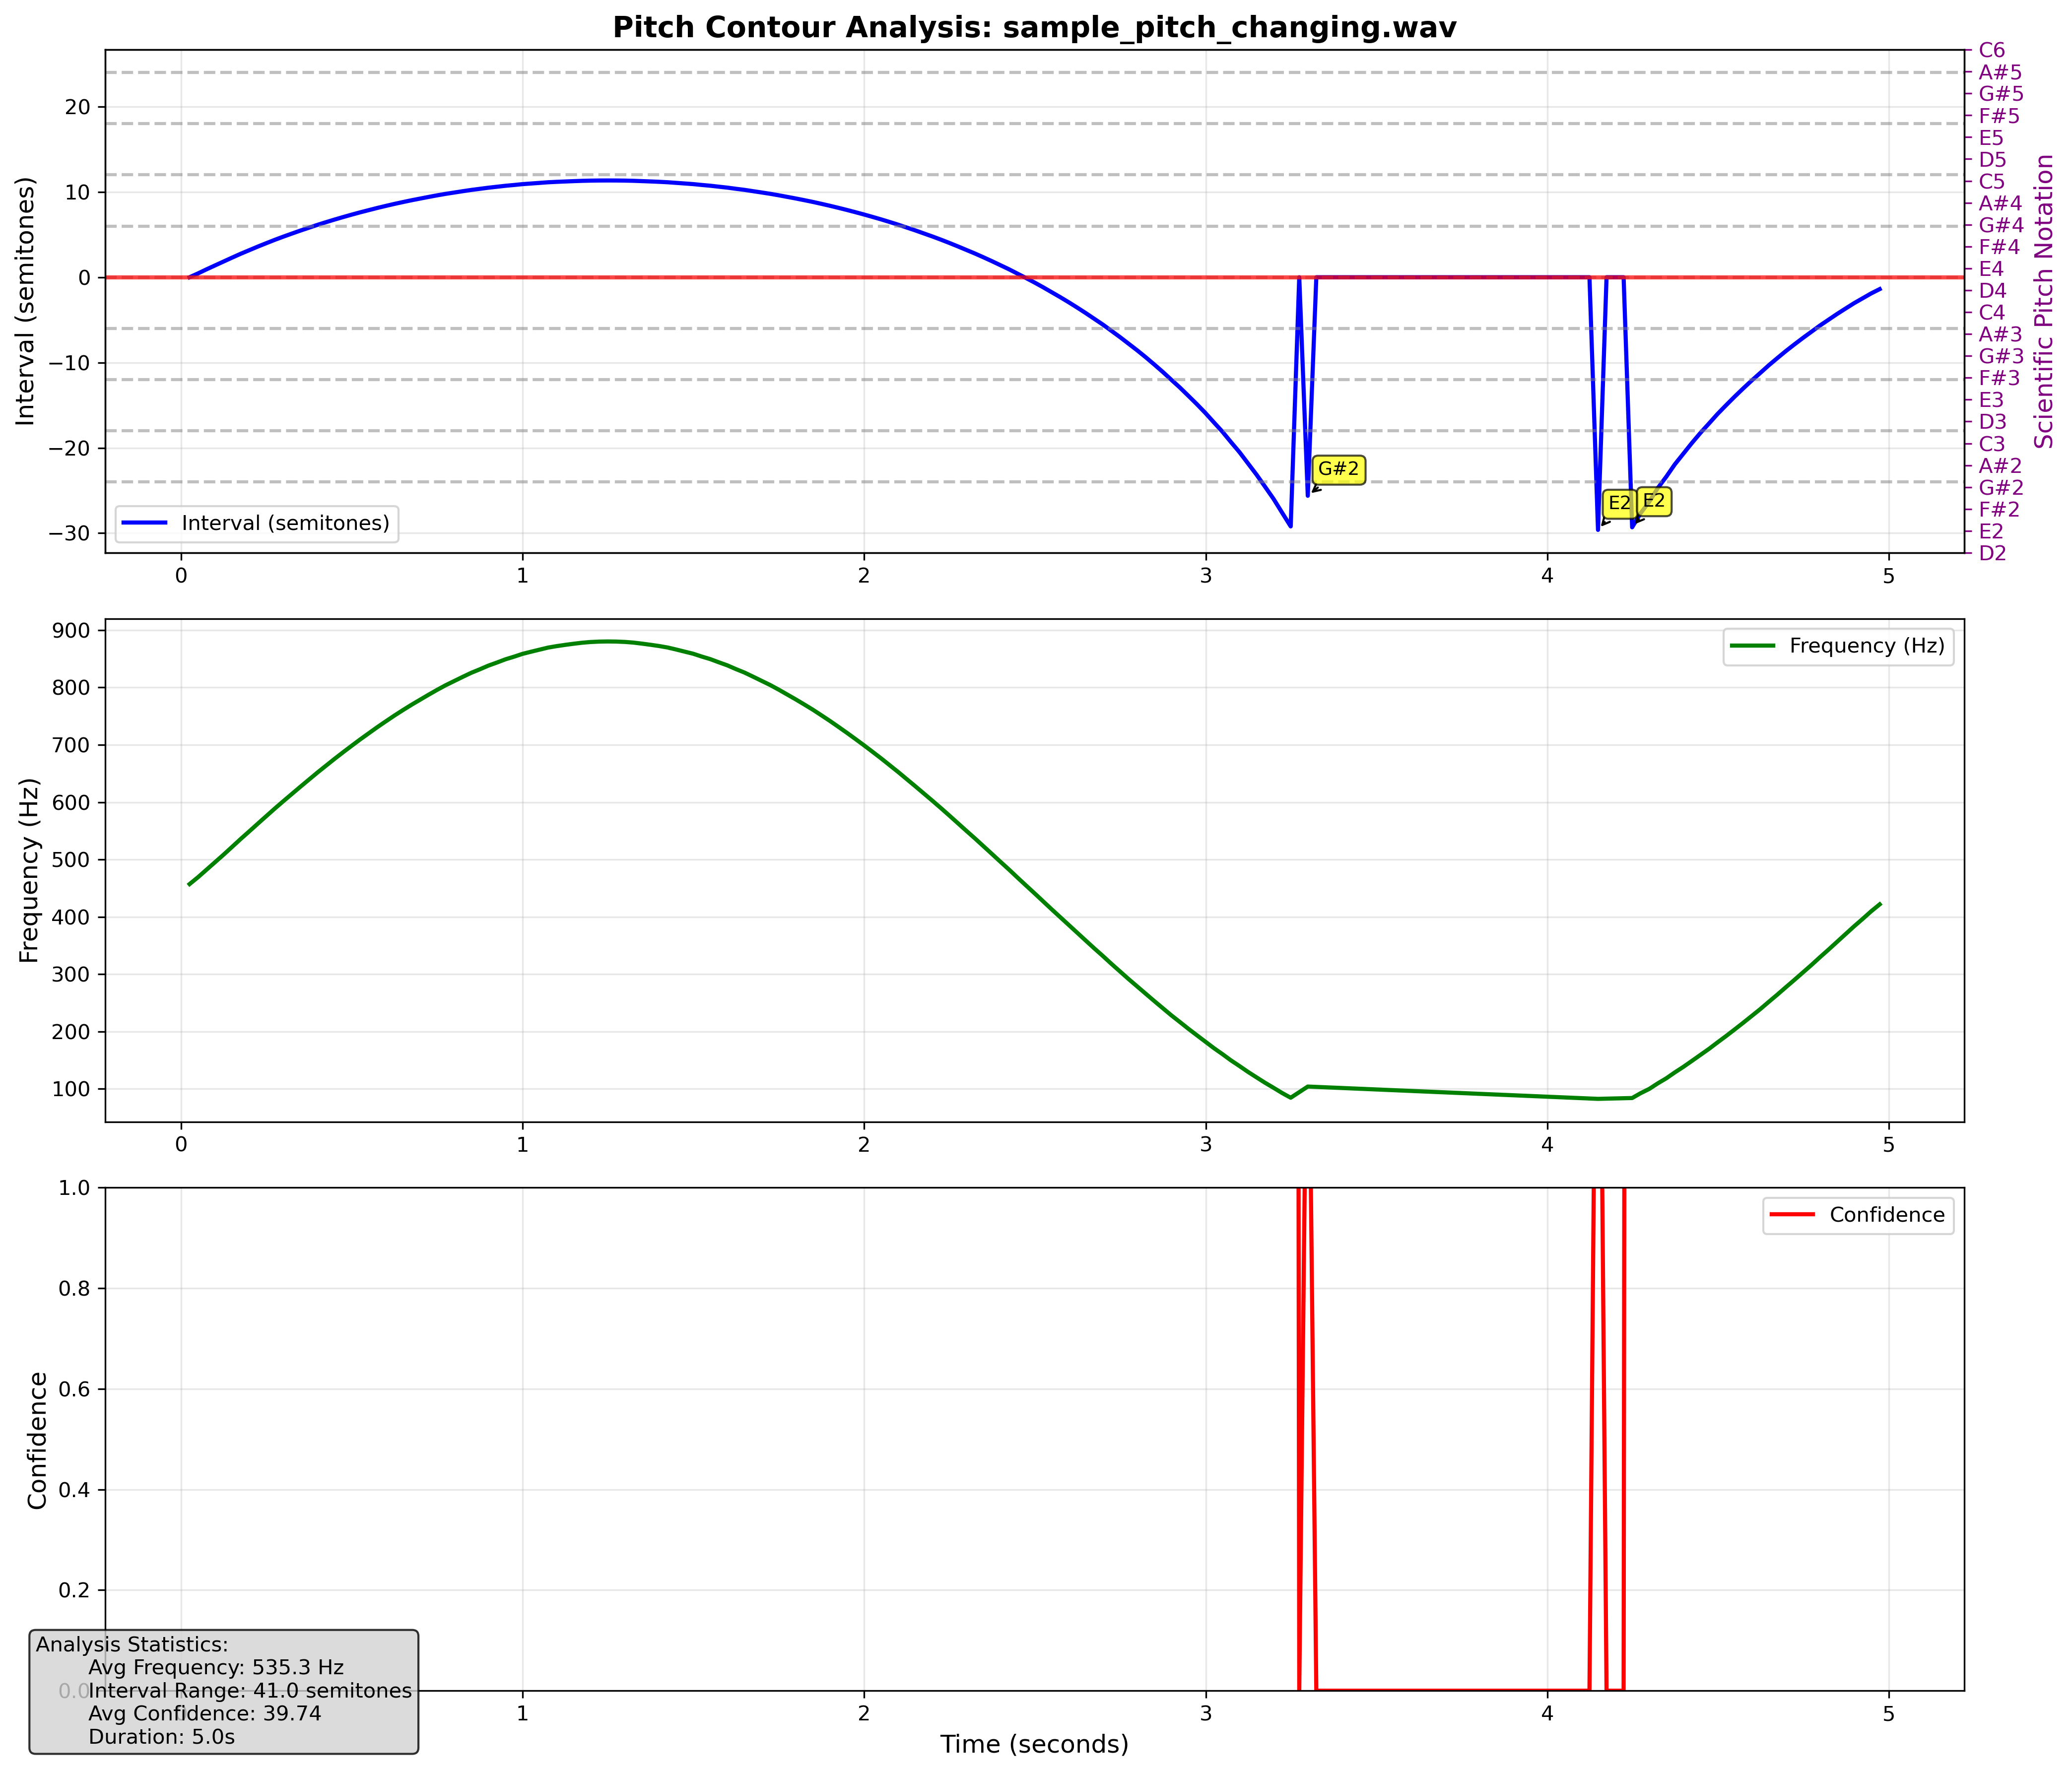 Pitch Contour Analysis: sample_pitch_changing.wav
Interval (semitones)
20
10
0
−10
−20
−30
C6
A#5
G#5
F#5
E5
D5
C5
A#4
G#4
F#4
E4
D4
C4
A#3
G#3
F#3
E3
D3
C3
A#2
G#2
F#2
E2
D2
Scientific Pitch Notation
G#2
E2
E2
Interval (semitones)
0 1 2 3 4 5
Frequency (Hz)
900
800
700
600
500
400
300
200
100
Frequency (Hz)
0 1 2 3 4 5
Confidence
1.0
0.8
0.6
0.4
0.2
0.0
Confidence
1 2 3 4 5
Time (seconds)
Analysis Statistics:
Avg Frequency: 535.3 Hz
Interval Range: 41.0 semitones
Avg Confidence: 39.74
Duration: 5.0s